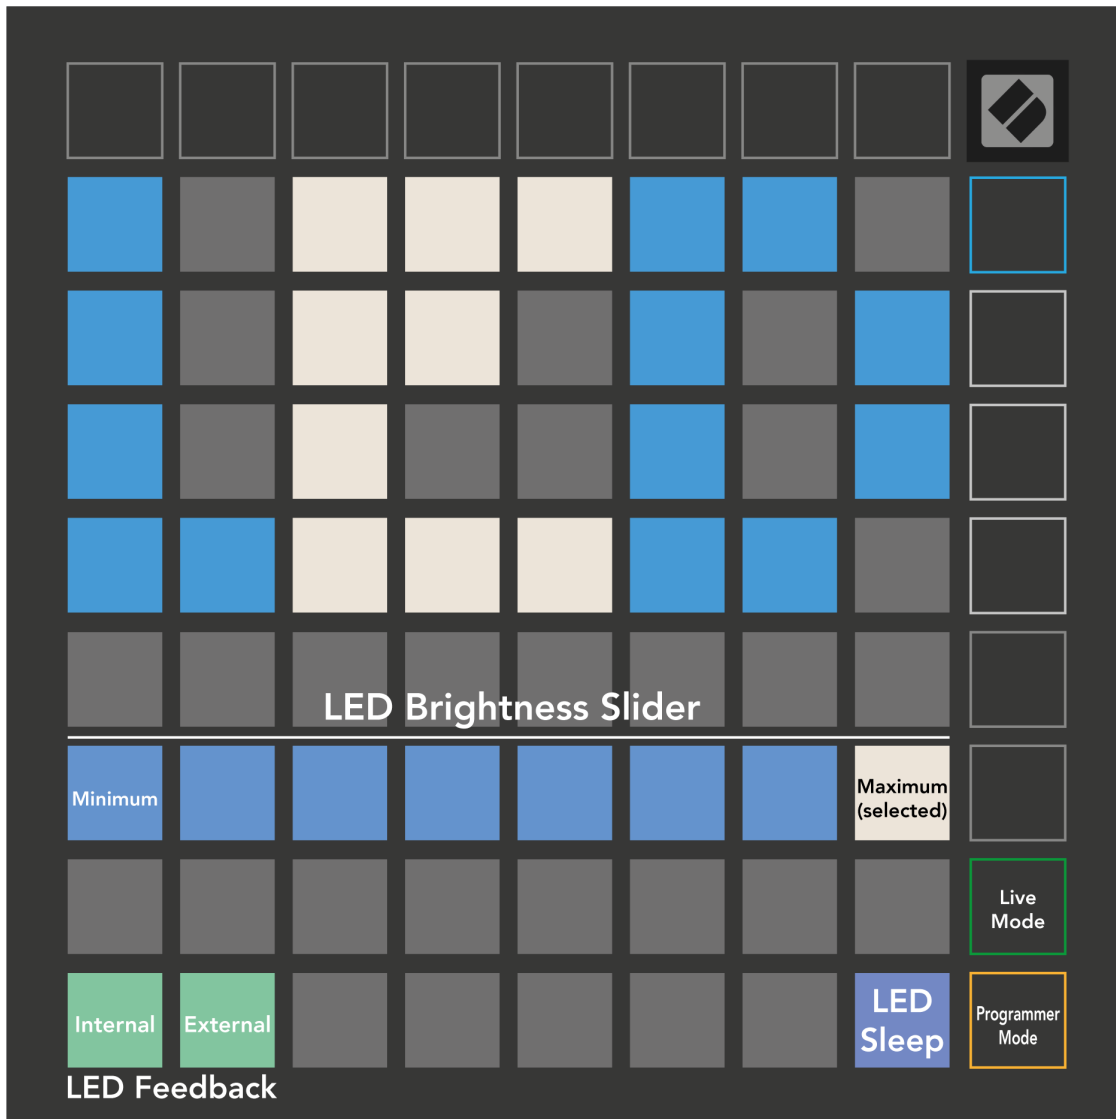 LED Brightness Slider
Minimum
Maximum
(selected)
Live
Mode
Internal
External
LED
Sleep
Programmer
Mode
LED Feedback